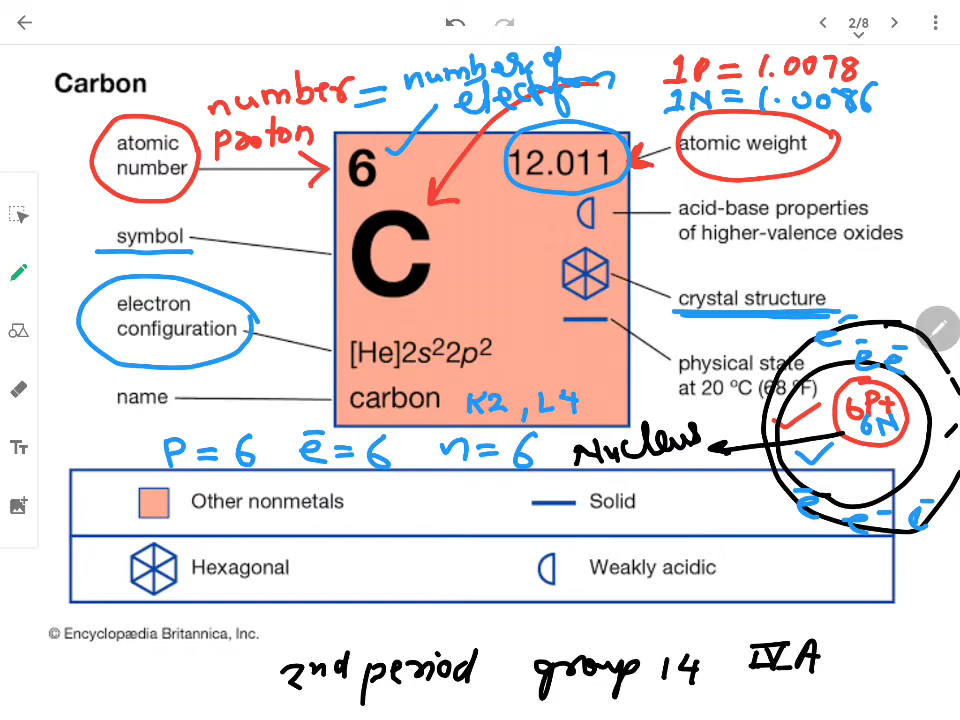 2/8
Carbon
number = number of
proton electron
1P = 1.0078
1N = 1.0086
atomic
number
6
12.011
atomic weight
symbol
C
acid-base properties
of higher-valence oxides
electron
configuration
crystal structure
[He]2s²2p²
physical state
at 20 °C (68 °F)
name
carbon
K2, L4
e⁻
e⁻ e⁻
6P+
6N
e⁻ e⁻ e⁻
P = 6 e⁻ = 6 n = 6 Nucleus
Other nonmetals
Solid
Hexagonal
Weakly acidic
© Encyclopædia Britannica, Inc.
2nd period group 14 IVA
Tт